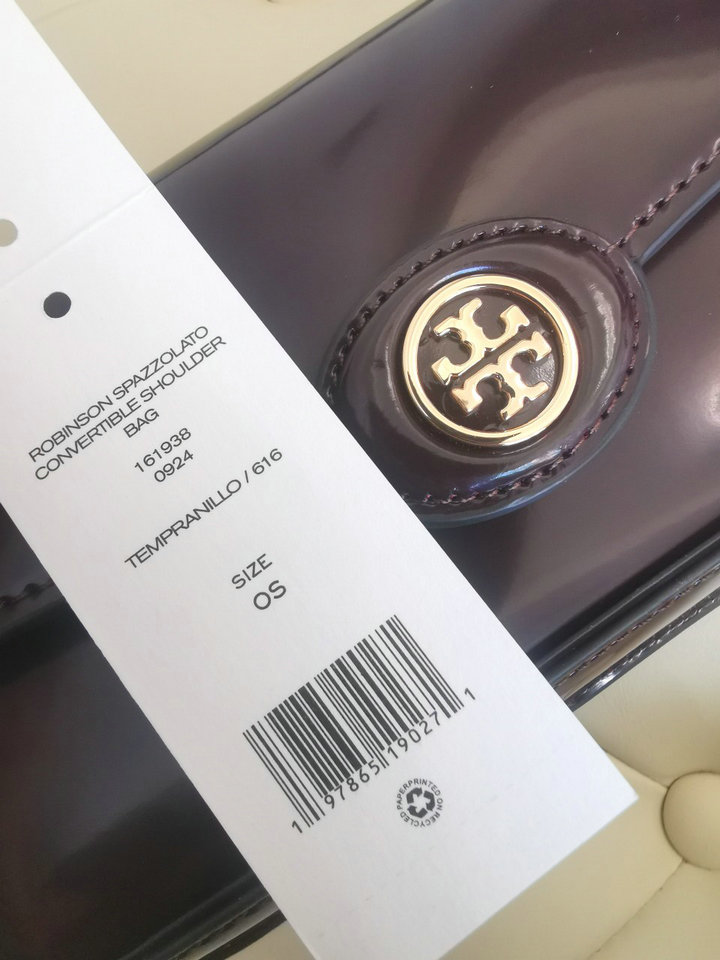 ROBINSON SPAZZOLATO
CONVERTIBLE SHOULDER
BAG
161938
0924
TEMPRANILLO / 616
SIZE
OS
1 97865 19027 1
PRINTED ON RECYCLED PAPER